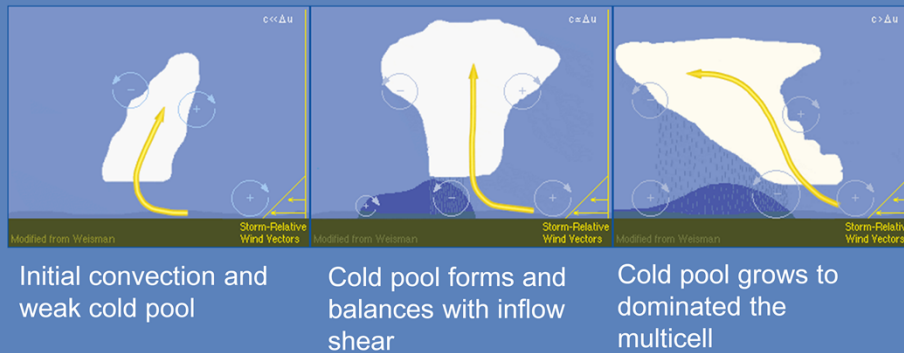 c<<Δu
Storm-Relative
Wind Vectors
Modified from Weisman
Initial convection and
weak cold pool
c=Δu
Storm-Relative
Wind Vectors
Modified from Weisman
Cold pool forms and
balances with inflow
shear
c>Δu
Storm-Relative
Wind Vectors
Modified from Weisman
Cold pool grows to
dominated the
multicell